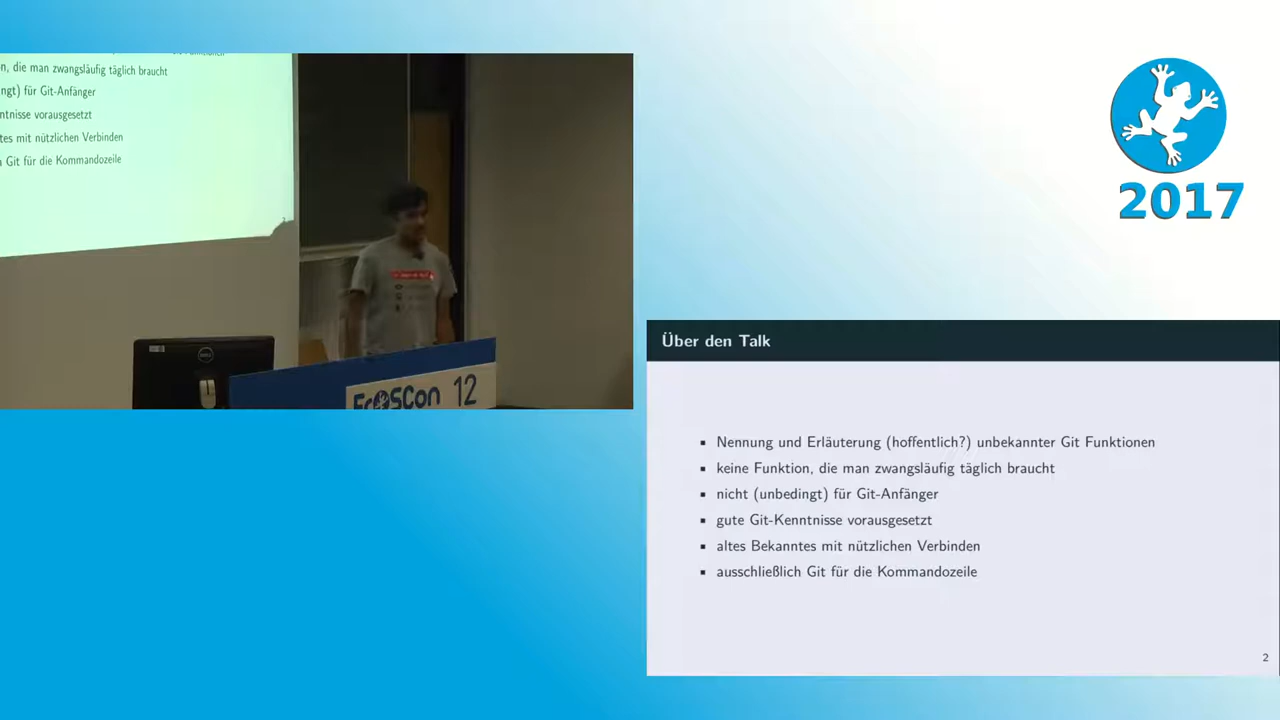 n, die man zwangsläufig täglich braucht
ngt) für Git-Anfänger
ntnisse vorausgesetzt
tes mit nützlichen Verbinden
Git für die Kommandozeile
DELL
FrOSCon 12
2017
Über den Talk
Nennung und Erläuterung (hoffentlich?) unbekannter Git Funktionen
keine Funktion, die man zwangsläufig täglich braucht
nicht (unbedingt) für Git-Anfänger
gute Git-Kenntnisse vorausgesetzt
altes Bekanntes mit nützlichen Verbinden
ausschließlich Git für die Kommandozeile
2